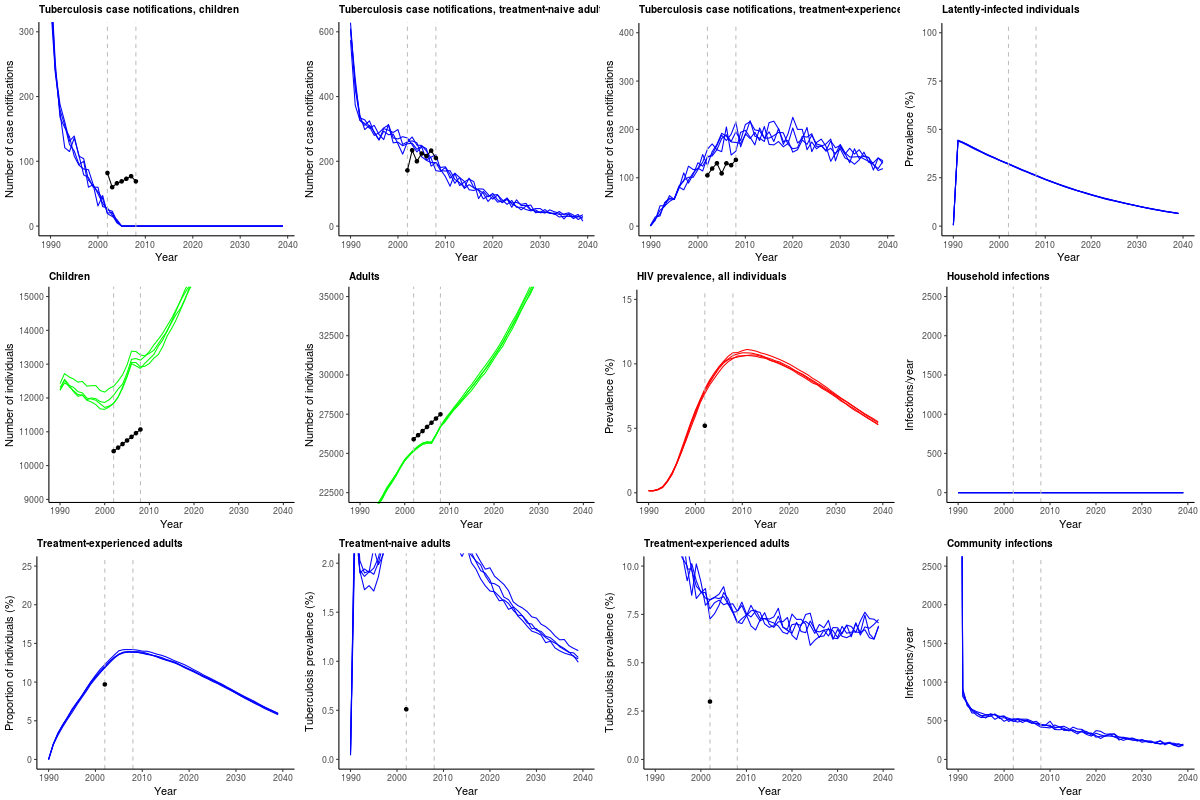 Tuberculosis case notifications, children
Number of case notifications
300
200
100
0
1990 2000 2010 2020 2030 2040
Year
Tuberculosis case notifications, treatment-naive adul
Number of case notifications
600
400
200
0
1990 2000 2010 2020 2030 2040
Year
Tuberculosis case notifications, treatment-experience
Number of case notifications
400
300
200
100
0
1990 2000 2010 2020 2030 2040
Year
Latently-infected individuals
Prevalence (%)
100
75
50
25
0
1990 2000 2010 2020 2030 2040
Year
Children
Number of individuals
15000
14000
13000
12000
11000
10000
9000
1990 2000 2010 2020 2030 2040
Year
Adults
Number of individuals
35000
32500
30000
27500
25000
22500
1990 2000 2010 2020 2030 2040
Year
HIV prevalence, all individuals
Prevalence (%)
15
10
5
0
1990 2000 2010 2020 2030 2040
Year
Household infections
Infections/year
2500
2000
1500
1000
500
0
1990 2000 2010 2020 2030 2040
Year
Treatment-experienced adults
Proportion of individuals (%)
25
20
15
10
5
0
1990 2000 2010 2020 2030 2040
Year
Treatment-naive adults
Tuberculosis prevalence (%)
2.0
1.5
1.0
0.5
0.0
1990 2000 2010 2020 2030 2040
Year
Treatment-experienced adults
Tuberculosis prevalence (%)
10.0
7.5
5.0
2.5
0.0
1990 2000 2010 2020 2030 2040
Year
Community infections
Infections/year
2500
2000
1500
1000
500
0
1990 2000 2010 2020 2030 2040
Year